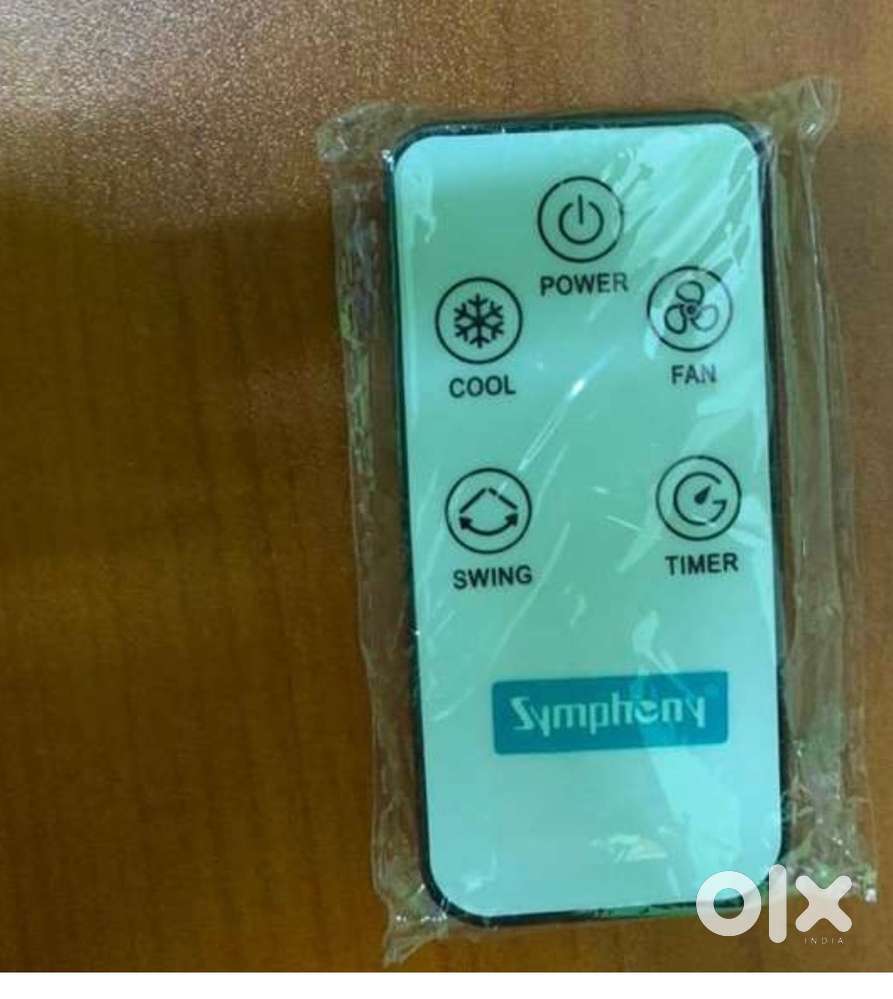 POWER
COOL
FAN
SWING
TIMER
Symphony
olx
INDIA